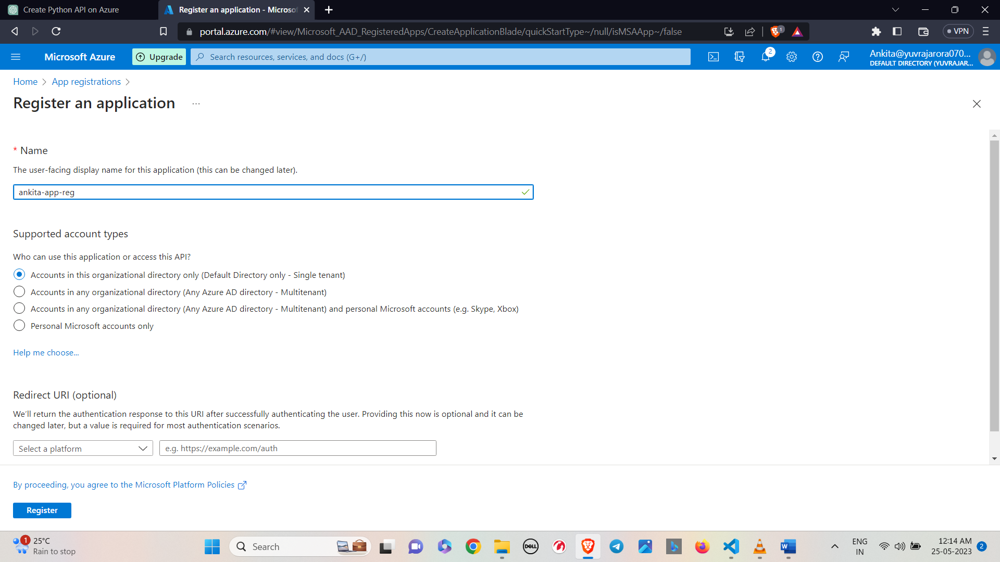 Create Python API on Azure
Register an application - Microsof
portal.azure.com/#view/Microsoft_AAD_RegisteredApps/CreateApplicationBlade/quickStartType~/null/isMSAApp~/false
1
VPN
Microsoft Azure
Upgrade
Search resources, services, and docs (G+/)
2
Ankita@yuvrajarora070...
DEFAULT DIRECTORY (YUVRAJAR...
Home
App registrations
Register an application
...
* Name
The user-facing display name for this application (this can be changed later).
ankita-app-reg
Supported account types
Who can use this application or access this API?
Accounts in this organizational directory only (Default Directory only - Single tenant)
Accounts in any organizational directory (Any Azure AD directory - Multitenant)
Accounts in any organizational directory (Any Azure AD directory - Multitenant) and personal Microsoft accounts (e.g. Skype, Xbox)
Personal Microsoft accounts only
Help me choose...
Redirect URI (optional)
We'll return the authentication response to this URI after successfully authenticating the user. Providing this now is optional and it can be
changed later, but a value is required for most authentication scenarios.
Select a platform
e.g. https://example.com/auth
By proceeding, you agree to the Microsoft Platform Policies
Register
1
25°C
Rain to stop
Search
DELL
ENG
IN
12:14 AM
25-05-2023
2